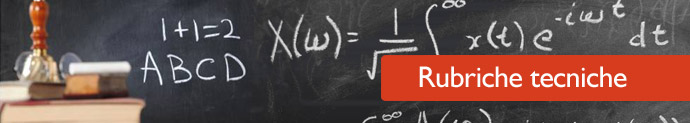 1+1=2
ABCD
X(ω)= 1/√ ∫ ∞ x(t) e^-iωt dt
Rubriche tecniche